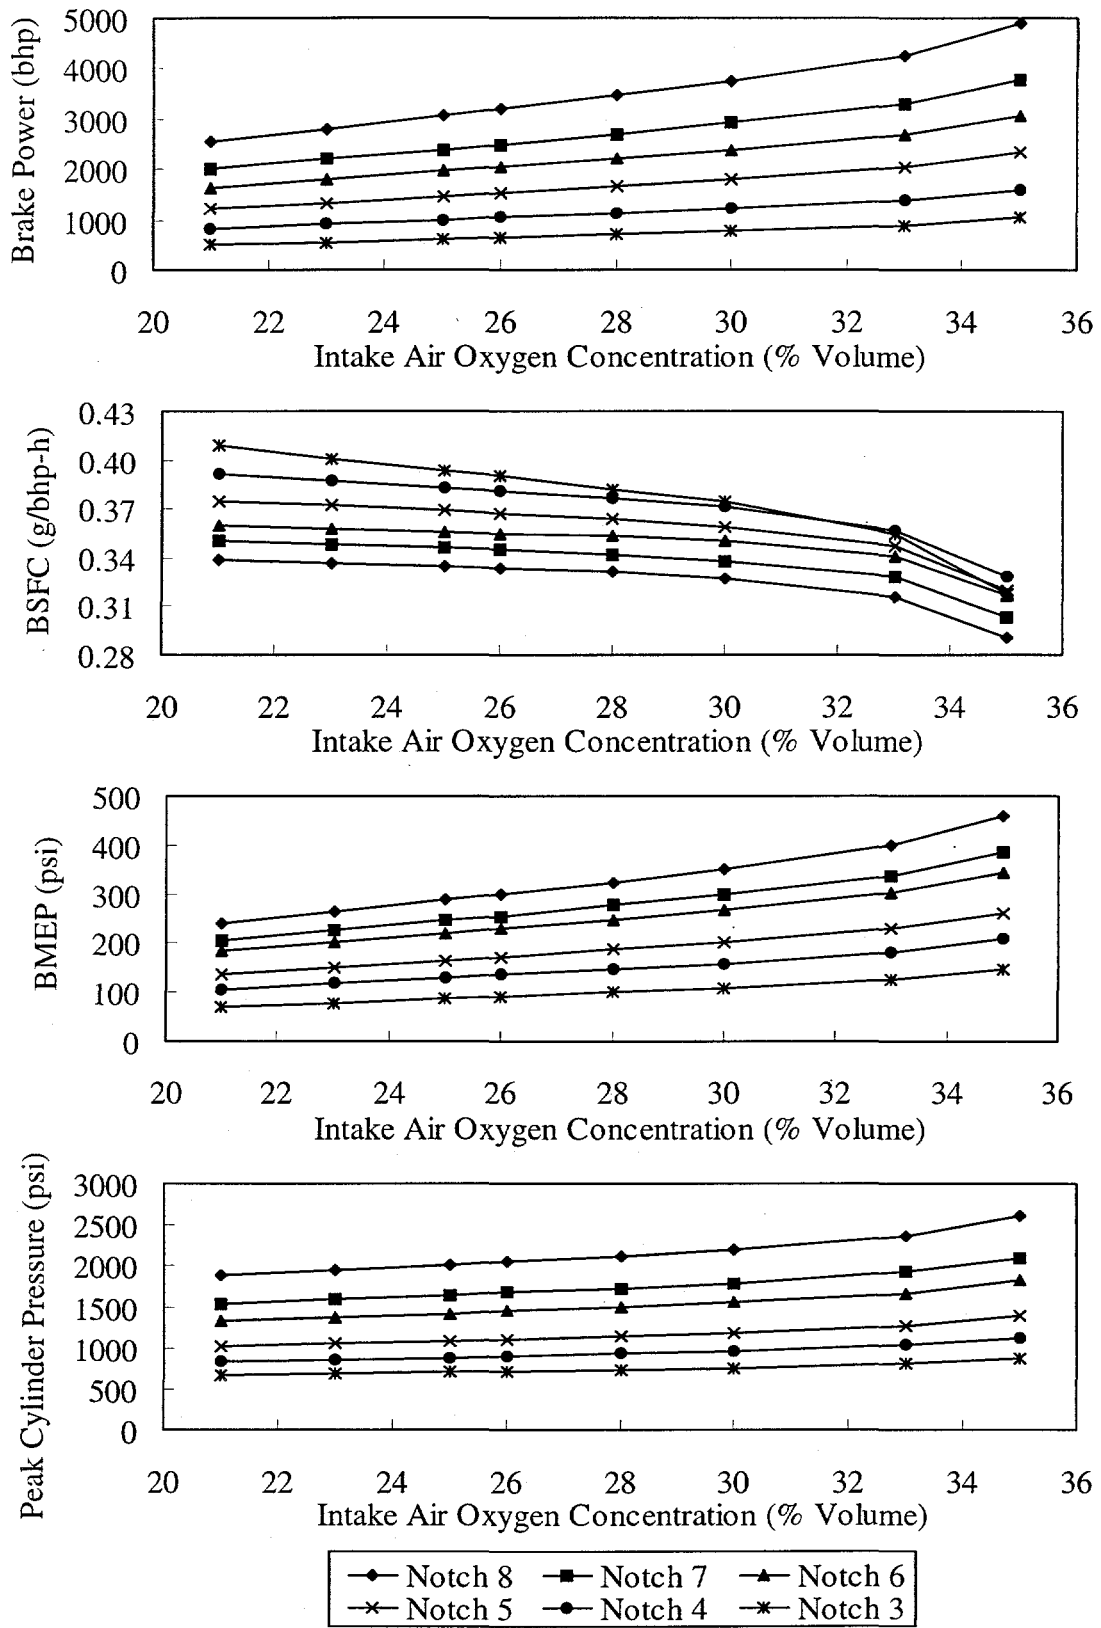 Brake Power (bhp)
5000
4000
3000
2000
1000
0
20 22 24 26 28 30 32 34 36
Intake Air Oxygen Concentration (% Volume)
BSFC (g/bhp-h)
0.43
0.40
0.37
0.34
0.31
0.28
20 22 24 26 28 30 32 34 36
Intake Air Oxygen Concentration (% Volume)
BMEP (psi)
500
400
300
200
100
0
20 22 24 26 28 30 32 34 36
Intake Air Oxygen Concentration (% Volume)
Peak Cylinder Pressure (psi)
3000
2500
2000
1500
1000
500
0
20 22 24 26 28 30 32 34 36
Intake Air Oxygen Concentration (% Volume)
Notch 8 Notch 7 Notch 6
Notch 5 Notch 4 Notch 3